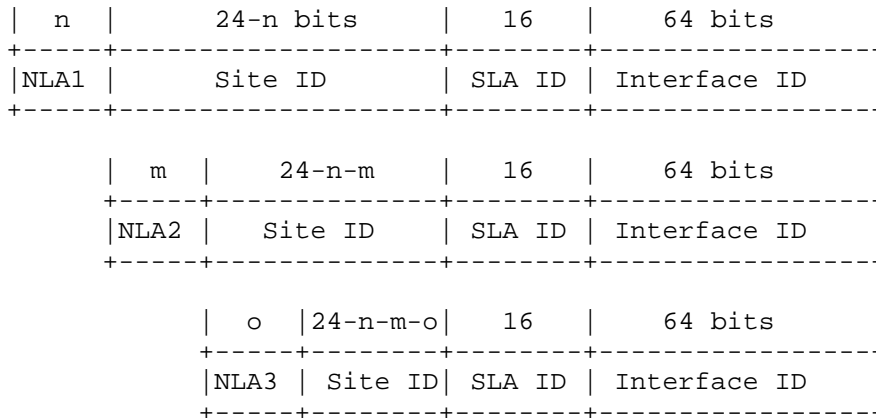 |  n  |      24-n bits     |   16   |    64 bits
+-----+--------------------+--------+-----------------
|NLA1 |      Site ID       | SLA ID | Interface ID
+-----+--------------------+--------+-----------------
      |  m  |    24-n-m    |   16   |    64 bits
      +-----+--------------+--------+-----------------
      |NLA2 |   Site ID    | SLA ID | Interface ID
      +-----+--------------+--------+-----------------
            |  o  |24-n-m-o|   16   |    64 bits
            +-----+--------+--------+-----------------
            |NLA3 | Site ID| SLA ID | Interface ID
            +-----+--------+--------+-----------------